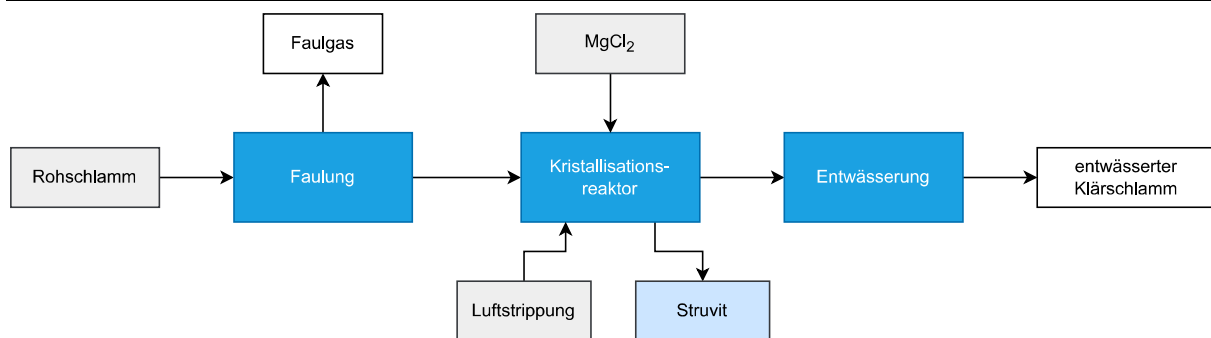 Faulgas
MgCl₂
Rohschlamm
Faulung
Kristallisations-
reaktor
Entwässerung
entwässerter
Klärschlamm
Luftstrippung
Struvit